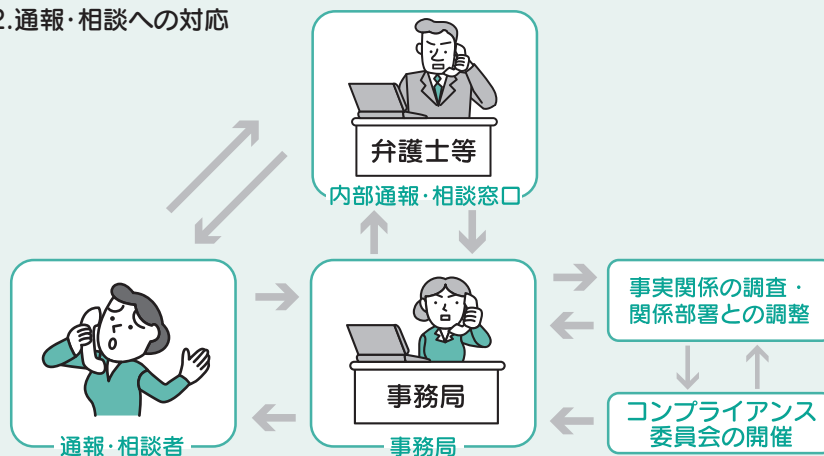 2.通報・相談への対応
弁護士等
内部通報・相談窓口
通報・相談者
事務局
事務局
事実関係の調査・
関係部署との調整
コンプライアンス
委員会の開催